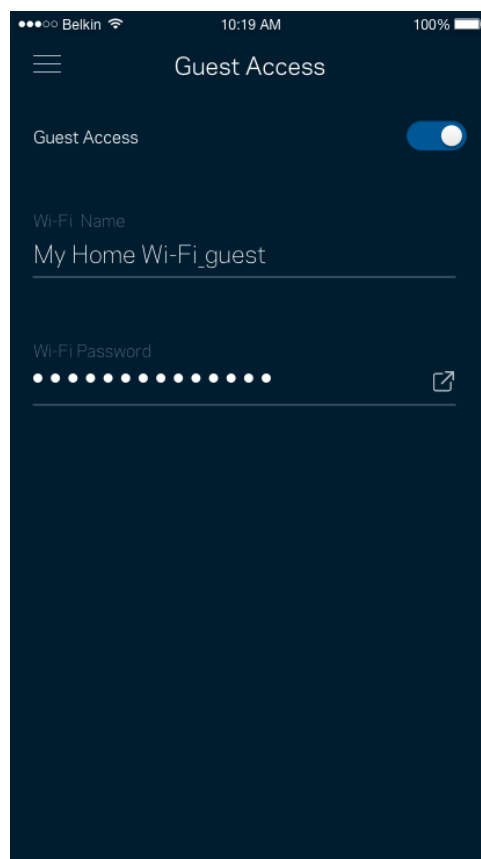 Belkin 10:19 AM 100%
Guest Access
Guest Access
Wi-Fi Name
My Home Wi-Fi_guest
Wi-Fi Password
••••••••••••••